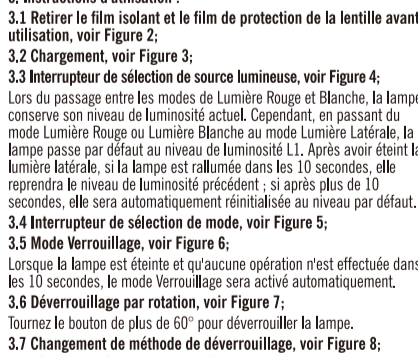 3. Instructions d'utilisation :
3.1 Retirer le film isolant et le film de protection de la lentille avant
utilisation, voir Figure 2;
3.2 Chargement, voir Figure 3;
3.3 Interrupteur de sélection de source lumineuse, voir Figure 4;
Lors du passage entre les modes de Lumière Rouge et Blanche, la lampe
conserve son niveau de luminosité actuel. Cependant, en passant du
mode Lumière Rouge ou Lumière Blanche au mode Lumière Latérale, la
lampe passe par défaut au niveau de luminosité L1. Après avoir éteint la
lumière latérale, si la lampe est rallumée dans les 10 secondes, elle
reprendra le niveau de luminosité précédent ; si après plus de 10
secondes, elle sera automatiquement réinitialisée au niveau par défaut.
3.4 Interrupteur de sélection de mode, voir Figure 5;
3.5 Mode Verrouillage, voir Figure 6;
Lorsque la lampe est éteinte et qu'aucune opération n'est effectuée dans
les 10 secondes, le mode Verrouillage sera activé automatiquement.
3.6 Déverrouillage par rotation, voir Figure 7;
Tournez le bouton de plus de 60° pour déverrouiller la lampe.
3.7 Changement de méthode de déverrouillage, voir Figure 8;